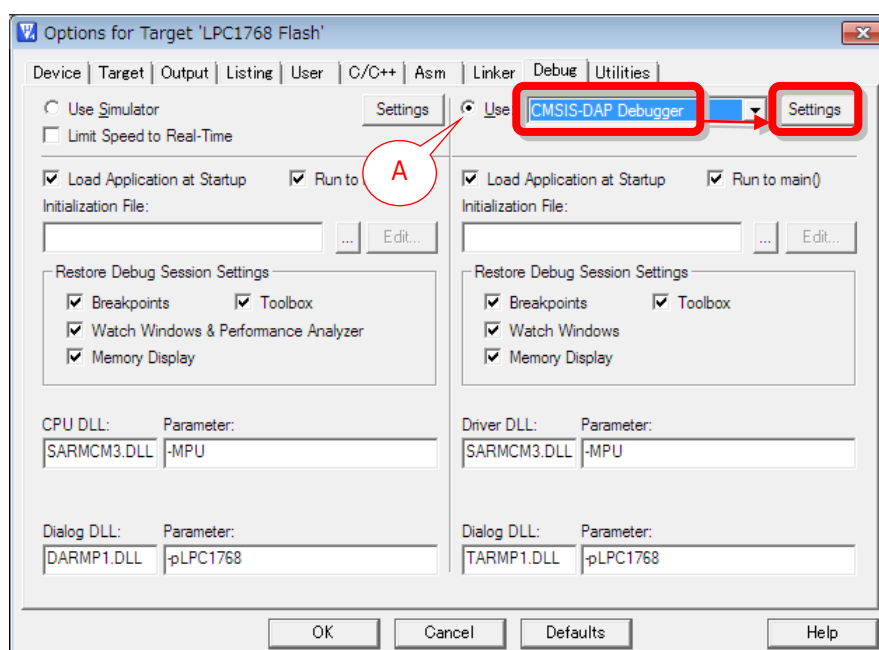 Options for Target 'LPC1768 Flash'
Device Target Output Listing User C/C++ Asm Linker Debug Utilities
Use Simulator Settings Use CMSIS-DAP Debugger Settings
Limit Speed to Real-Time
A
Load Application at Startup Run to Load Application at Startup Run to main()
Initialization File: Initialization File:
... Edit... ... Edit...
Restore Debug Session Settings Restore Debug Session Settings
Breakpoints Toolbox Breakpoints Toolbox
Watch Windows & Performance Analyzer Watch Windows
Memory Display Memory Display
CPU DLL: Parameter: Driver DLL: Parameter:
SARMCM3.DLL -MPU SARMCM3.DLL -MPU
Dialog DLL: Parameter: Dialog DLL: Parameter:
DARMP1.DLL -pLPC1768 TARMP1.DLL -pLPC1768
OK Cancel Defaults Help